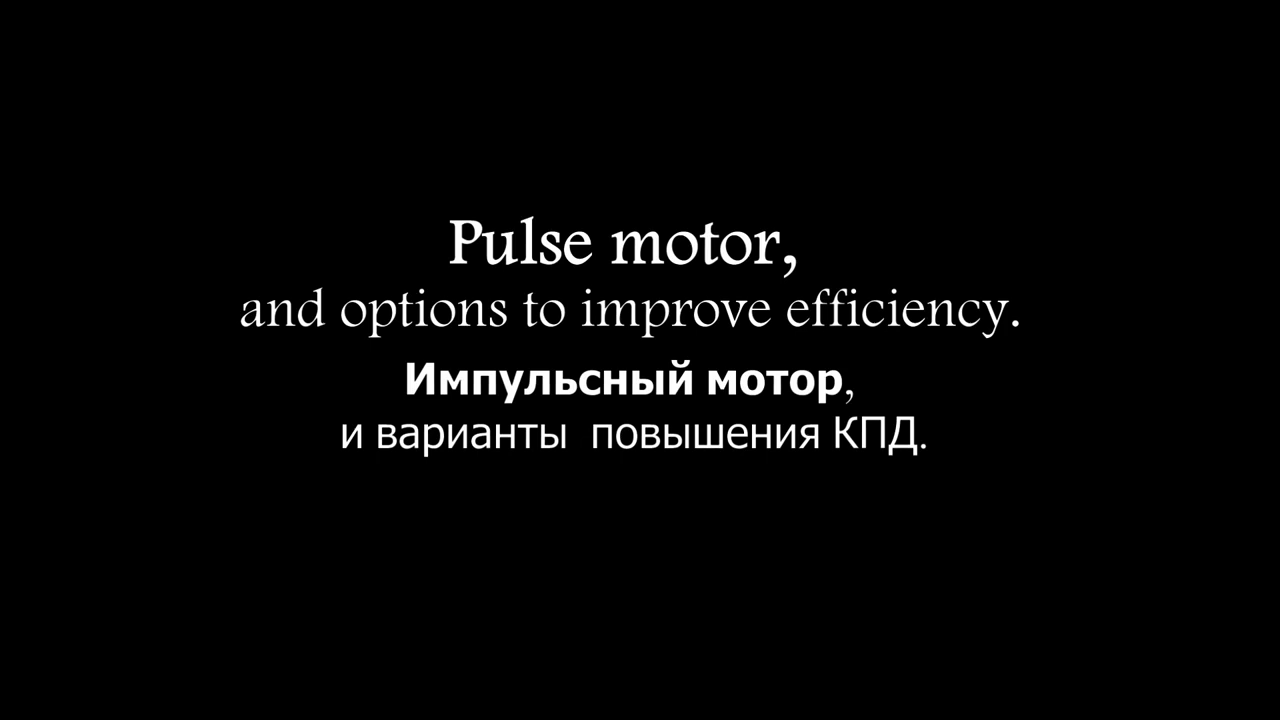 Pulse motor,
and options to improve efficiency.
Импульсный мотор,
и варианты повышения КПД.